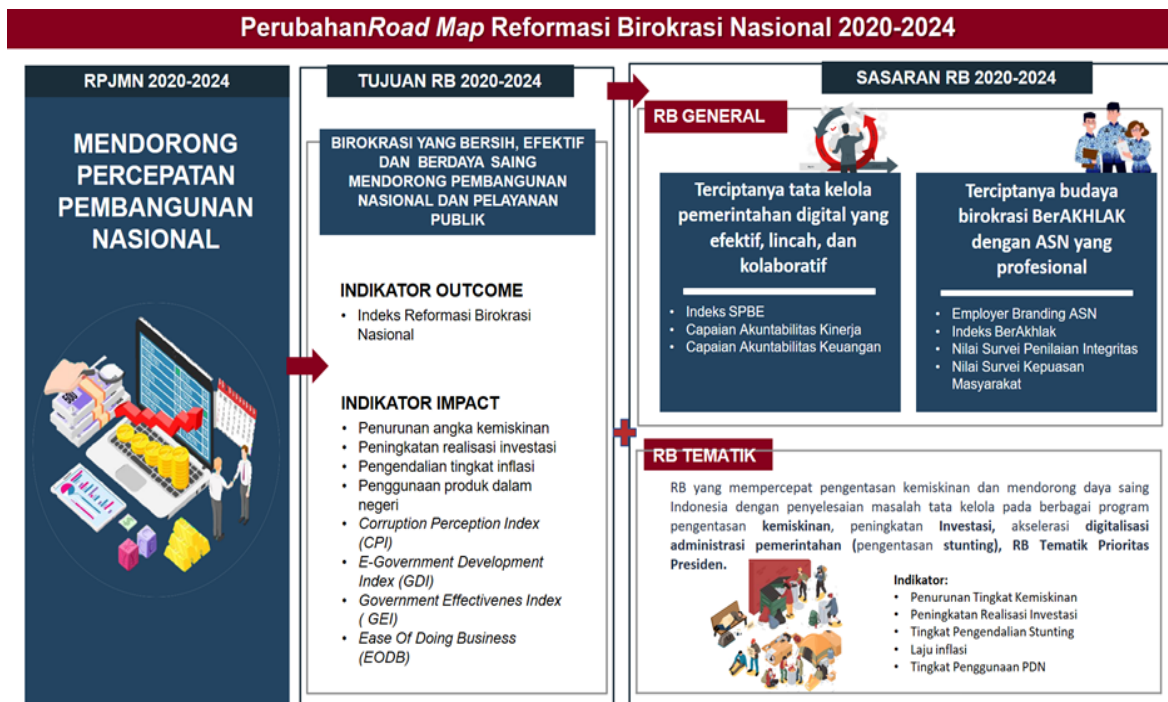 Perubahan Road Map Reformasi Birokrasi Nasional 2020-2024
RPJMN 2020-2024
MENDORONG
PERCEPATAN
PEMBANGUNAN
NASIONAL
TUJUAN RB 2020-2024
BIROKRASI YANG BERSIH, EFEKTIF
DAN BERDAYA SAING
MENDORONG PEMBANGUNAN
NASIONAL DAN PELAYANAN
PUBLIK
INDIKATOR OUTCOME
• Indeks Reformasi Birokrasi
Nasional
INDIKATOR IMPACT
• Penurunan angka kemiskinan
• Peningkatan realisasi investasi
• Pengendalian tingkat inflasi
• Penggunaan produk dalam
negeri
• Corruption Perception Index
(CPI)
• E-Government Development
Index (GDI)
• Government Effectivenes Index
( GEI)
• Ease Of Doing Business
(EODB)
SASARAN RB 2020-2024
RB GENERAL
Terciptanya tata kelola
pemerintahan digital yang
efektif, lincah, dan
kolaboratif
• Indeks SPBE
• Capaian Akuntabilitas Kinerja
• Capaian Akuntabilitas Keuangan
Terciptanya budaya
birokrasi BerAKHLAK
dengan ASN yang
profesional
• Employer Branding ASN
• Indeks BerAkhlak
• Nilai Survei Penilaian Integritas
• Nilai Survei Kepuasan
Masyarakat
RB TEMATIK
RB yang mempercepat pengentasan kemiskinan dan mendorong daya saing
Indonesia dengan penyelesaian masalah tata kelola pada berbagai program
pengentasan kemiskinan, peningkatan Investasi, akselerasi digitalisasi
administrasi pemerintahan (pengentasan stunting), RB Tematik Prioritas
Presiden.
Indikator:
• Penurunan Tingkat Kemiskinan
• Peningkatan Realisasi Investasi
• Tingkat Pengendalian Stunting
• Laju inflasi
• Tingkat Penggunaan PDN